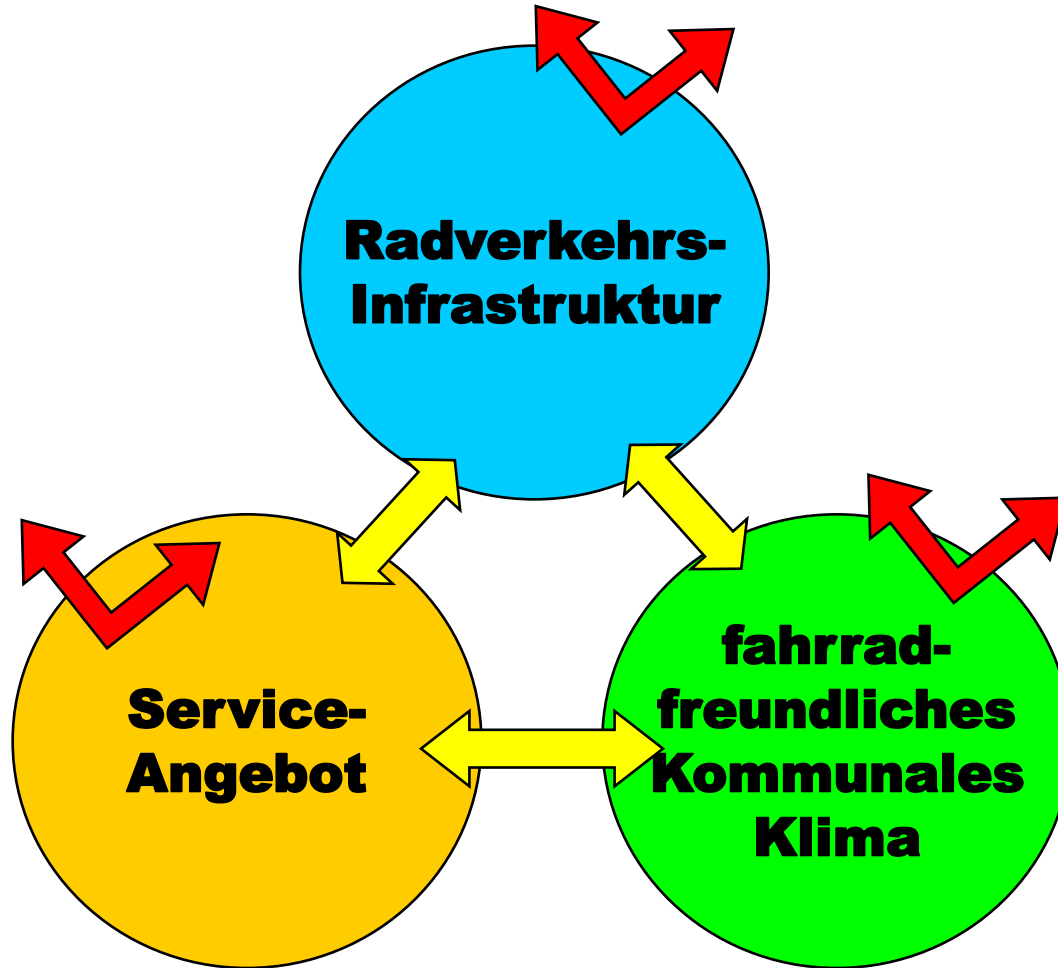 Radverkehrs-
Infrastruktur
Service-
Angebot
fahrrad-
freundliches
Kommunales
Klima